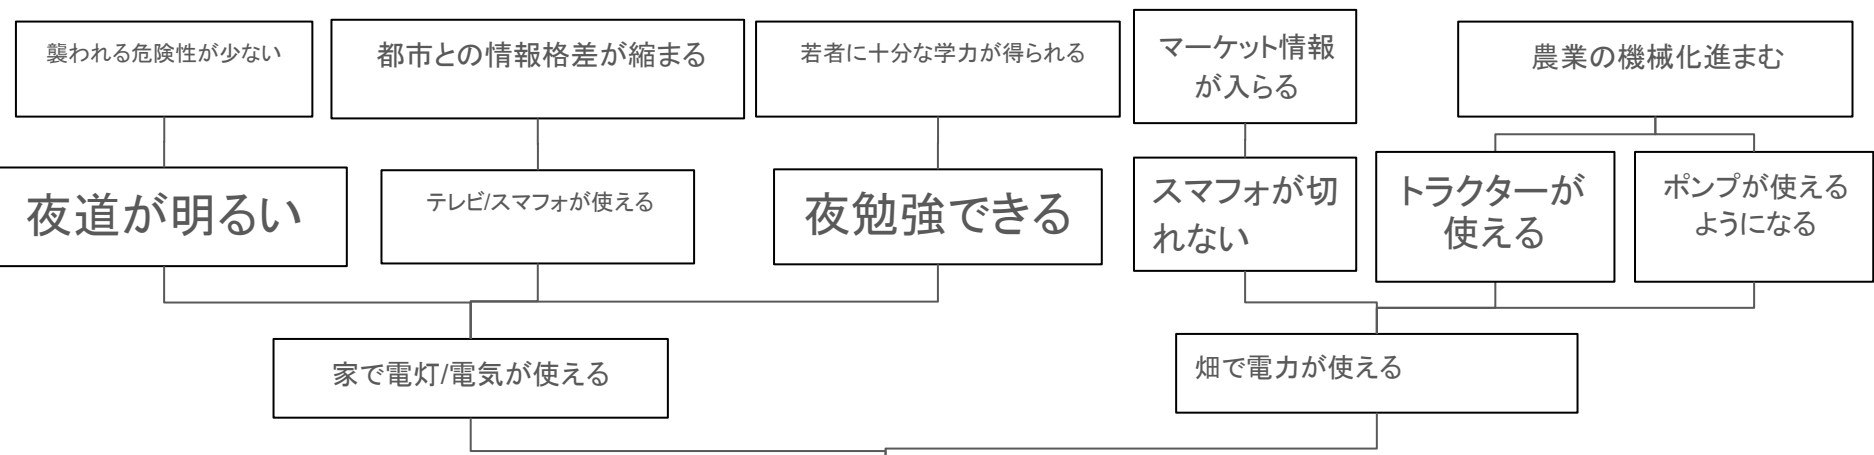 襲われる危険性が少ない
都市との情報格差が縮まる
若者に十分な学力が得られる
マーケット情報
が入らる
農業の機械化進まむ
夜道が明るい
テレビ/スマフォが使える
夜勉強できる
スマフォが切
れない
トラクターが
使える
ポンプが使える
ようになる
家で電灯/電気が使える
畑で電力が使える